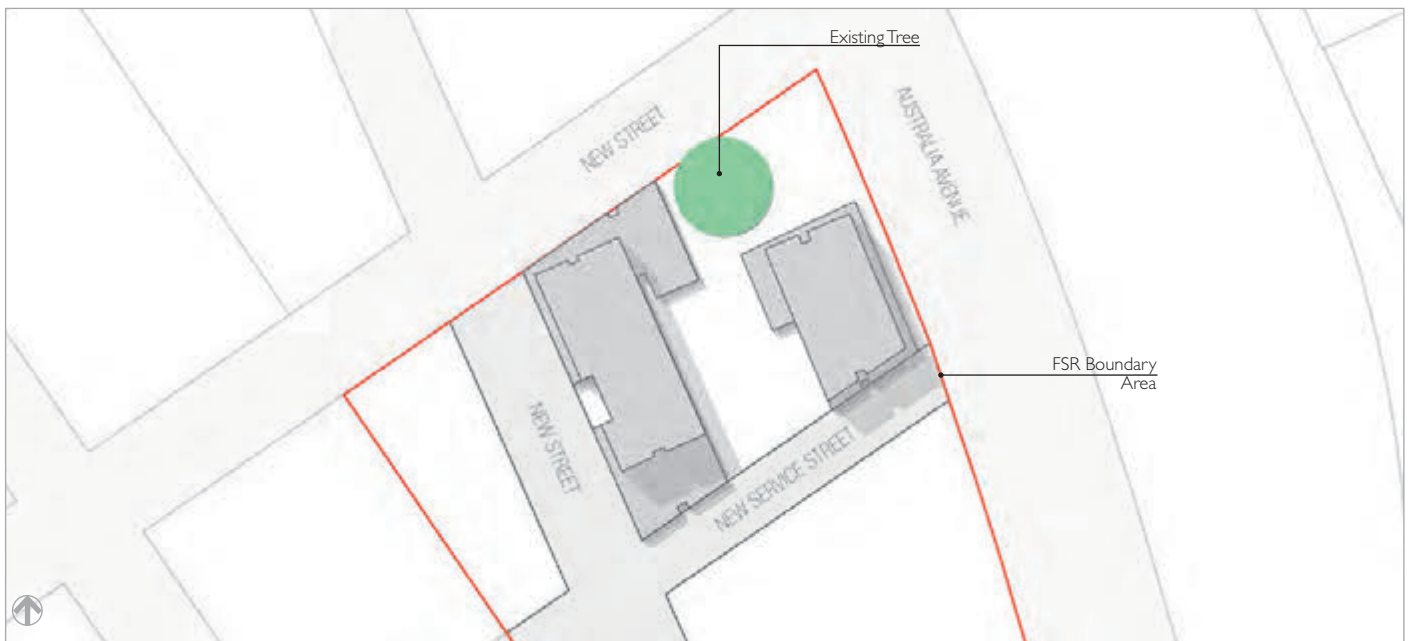 Existing Tree
NEW STREET
AUSTRALIA AVENUE
FSR Boundary
Area
NEW STREET
NEW SERVICE STREET